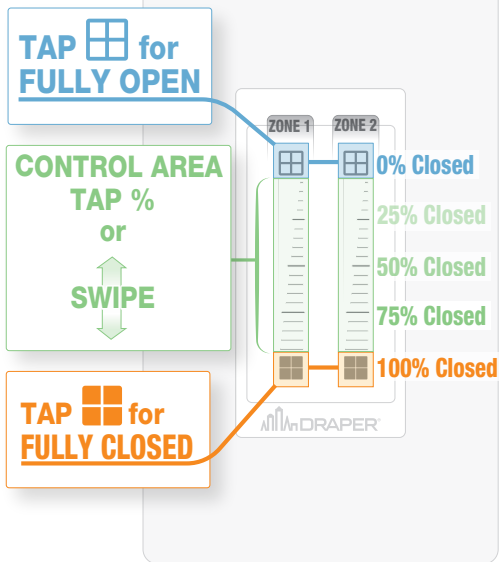 TAP for
FULLY OPEN
CONTROL AREA
TAP %
or
SWIPE
TAP for
FULLY CLOSED
ZONE 1 ZONE 2
0% Closed
25% Closed
50% Closed
75% Closed
100% Closed
DRAPER